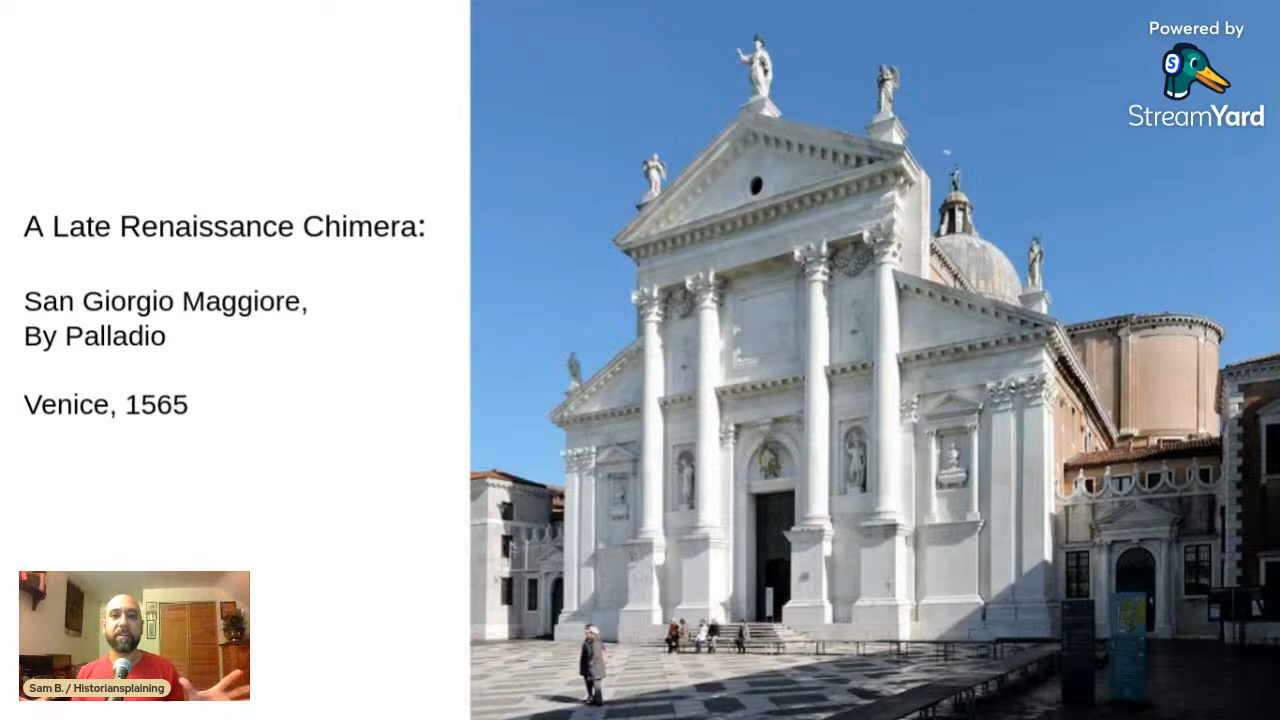 Powered by
S
StreamYard
A Late Renaissance Chimera:
San Giorgio Maggiore,
By Palladio
Venice, 1565
Sam B. / Historiansplaining